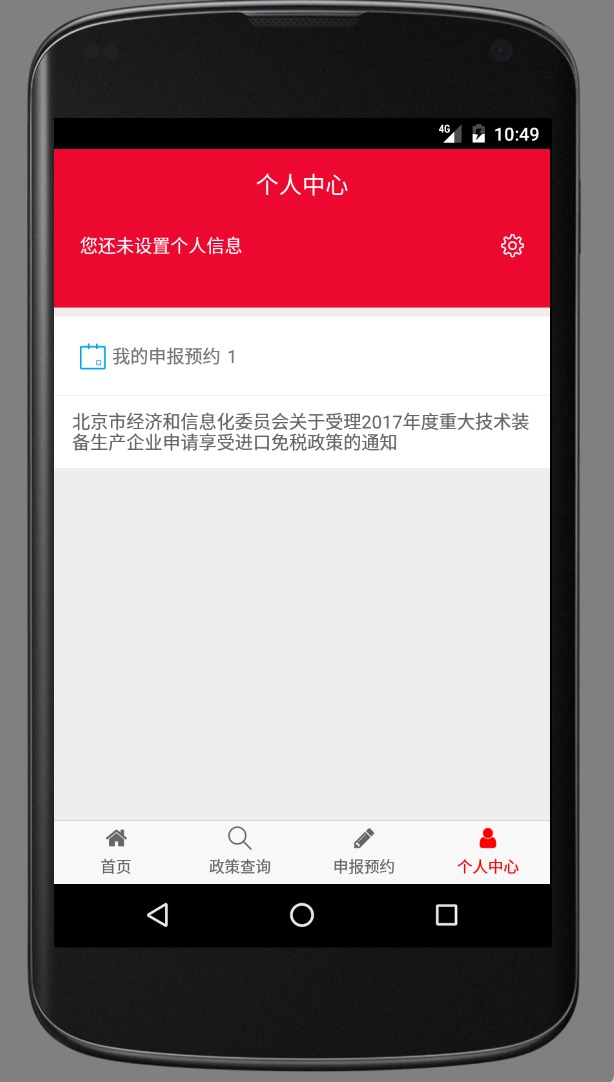 4G 10:49
个人中心
您还未设置个人信息
我的申报预约 1
北京市经济和信息化委员会关于受理2017年度重大技术装
备生产企业申请享受进口免税政策的通知
首页 政策查询 申报预约 个人中心